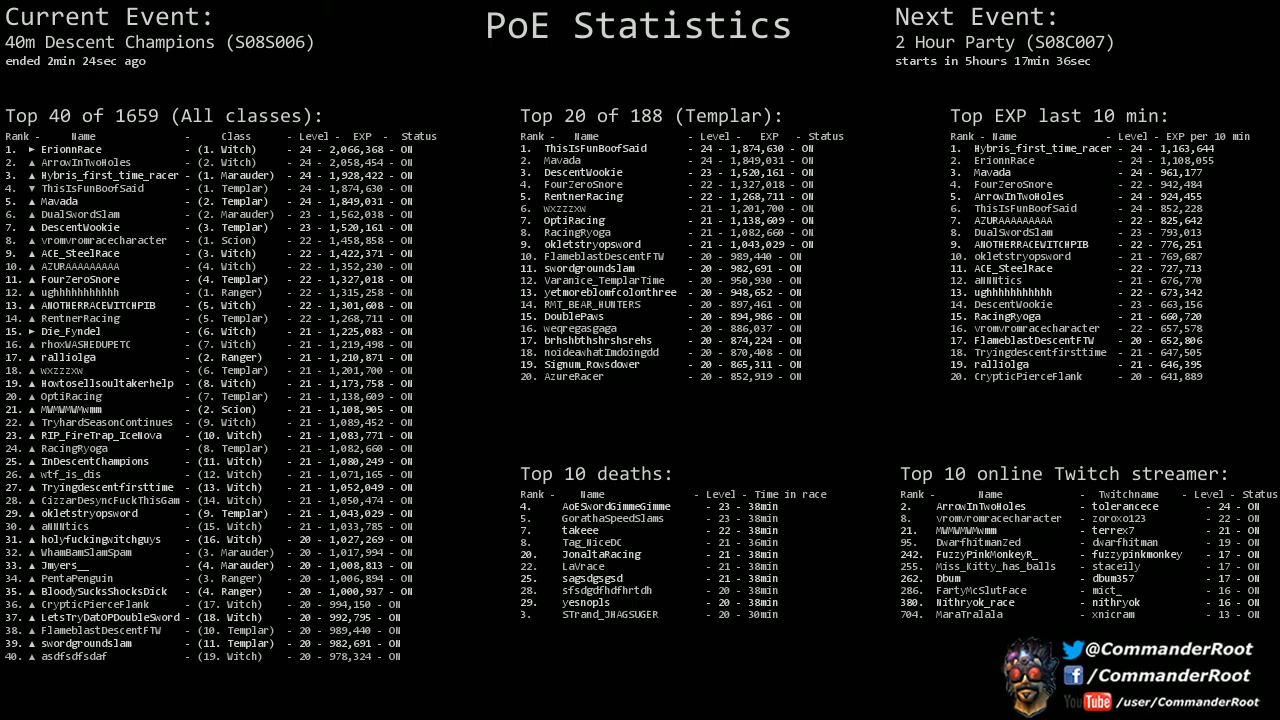 Current Event:
40m Descent Champions (S08S006)
ended 2min 24sec ago
PoE Statistics
Next Event:
2 Hour Party (S08C007)
starts in 5hours 17min 36sec
Top 40 of 1659 (All classes):
Rank - Name - Class - Level - EXP - Status
1. ► ErionnRace - (1. Witch) - 24 - 2,066,368 - ON
2. ▲ ArrowInTwoHoles - (2. Witch) - 24 - 2,058,454 - ON
3. ▲ Hybris_first_time_racer - (1. Marauder) - 24 - 1,928,422 - ON
4. ▼ ThisIsFunBoofSaid - (1. Templar) - 24 - 1,874,630 - ON
5. ▲ Mavada - (2. Templar) - 24 - 1,849,031 - ON
6. ▲ DualSwordSlam - (2. Marauder) - 23 - 1,562,038 - ON
7. ▲ DescentWookie - (3. Templar) - 23 - 1,520,161 - ON
8. ▲ vromvromracecharacter - (1. Scion) - 22 - 1,458,858 - ON
9. ▲ ACE_SteelRace - (3. Witch) - 22 - 1,422,371 - ON
10. ▲ AZURAAAAAAAAA - (4. Witch) - 22 - 1,352,230 - ON
11. ▲ FourZeroSnore - (4. Templar) - 22 - 1,327,018 - ON
12. ▲ ughhhhhhhhhhh - (1. Ranger) - 22 - 1,315,258 - ON
13. ▲ ANOTHERRACEWITCHPIB - (5. Witch) - 22 - 1,301,608 - ON
14. ▲ RentnerRacing - (5. Templar) - 22 - 1,268,711 - ON
15. ► Die_Fyndel - (6. Witch) - 21 - 1,225,083 - ON
16. ▲ rhoxWASHEDUPETC - (7. Witch) - 21 - 1,219,498 - ON
17. ▲ ralliolga - (2. Ranger) - 21 - 1,210,871 - ON
18. ▲ wxzzzxw - (6. Templar) - 21 - 1,201,700 - ON
19. ▲ Howtosellsoultakerhelp - (8. Witch) - 21 - 1,173,758 - ON
20. ▲ OptiRacing - (7. Templar) - 21 - 1,138,609 - ON
21. ▲ MWMWMWMwmm - (2. Scion) - 21 - 1,108,905 - ON
22. ▲ TryhardSeasonContinues - (9. Witch) - 21 - 1,089,452 - ON
23. ▲ RIP_FireTrap_IceNova - (10. Witch) - 21 - 1,083,771 - ON
24. ▲ RacingRyoga - (8. Templar) - 21 - 1,082,660 - ON
25. ▲ InDescentChampions - (11. Witch) - 21 - 1,080,249 - ON
26. ▲ wtf_is_dis - (12. Witch) - 21 - 1,071,165 - ON
27. ▲ Tryingdescentfirsttime - (13. Witch) - 21 - 1,052,049 - ON
28. ▲ CizzarDesyncFuckThisGam - (14. Witch) - 21 - 1,050,474 - ON
29. ▲ okletstryopsword - (9. Templar) - 21 - 1,043,029 - ON
30. ▲ aNNNtics - (15. Witch) - 21 - 1,033,785 - ON
31. ▲ holyfuckingwitchguys - (16. Witch) - 21 - 1,027,269 - ON
32. ▲ WhamBamSlamSpam - (3. Marauder) - 21 - 1,017,994 - ON
33. ▲ Jmyers__ - (4. Marauder) - 20 - 1,008,813 - ON
34. ▲ PentaPenguin - (3. Ranger) - 20 - 1,006,894 - ON
35. ▲ BloodySucksShocksDick - (4. Ranger) - 20 - 1,000,937 - ON
36. ▲ CrypticPierceFlank - (17. Witch) - 20 - 994,150 - ON
37. ▲ LetsTryDatOPDoubleSword - (18. Witch) - 20 - 992,795 - ON
38. ▲ FlameblastDescentFTW - (10. Templar) - 20 - 989,440 - ON
39. ▲ swordgroundslam - (11. Templar) - 20 - 982,691 - ON
40. ▲ asdfsdfsdaf - (19. Witch) - 20 - 978,324 - ON
Top 20 of 188 (Templar):
Rank - Name - Level - EXP - Status
1. ThisIsFunBoofSaid - 24 - 1,874,630 - ON
2. Mavada - 24 - 1,849,031 - ON
3. DescentWookie - 23 - 1,520,161 - ON
4. FourZeroSnore - 22 - 1,327,018 - ON
5. RentnerRacing - 22 - 1,268,711 - ON
6. wxzzzxw - 21 - 1,201,700 - ON
7. OptiRacing - 21 - 1,138,609 - ON
8. RacingRyoga - 21 - 1,082,660 - ON
9. okletstryopsword - 21 - 1,043,029 - ON
10. FlameblastDescentFTW - 20 - 989,440 - ON
11. swordgroundslam - 20 - 982,691 - ON
12. Varanice_TemplarTime - 20 - 950,930 - ON
13. yetmoreblomfcolonthree - 20 - 948,652 - ON
14. RMT_BEAR_HUNTERS - 20 - 897,461 - ON
15. DoublePaws - 20 - 894,986 - ON
16. weqregasgaga - 20 - 886,037 - ON
17. brhshbthshrshsrehs - 20 - 874,224 - ON
18. noideawhatImdoingdd - 20 - 870,408 - ON
19. Signum_Rowsdower - 20 - 865,311 - ON
20. AzureRacer - 20 - 852,919 - ON
Top EXP last 10 min:
Rank - Name - Level - EXP per 10 min
1. Hybris_first_time_racer - 24 - 1,163,644
2. ErionnRace - 24 - 1,108,055
3. Mavada - 24 - 961,177
4. FourZeroSnore - 22 - 942,484
5. ArrowInTwoHoles - 24 - 924,455
6. ThisIsFunBoofSaid - 24 - 852,228
7. AZURAAAAAAAAA - 22 - 825,642
8. DualSwordSlam - 23 - 793,013
9. ANOTHERRACEWITCHPIB - 22 - 776,251
10. okletstryopsword - 21 - 769,687
11. ACE_SteelRace - 22 - 727,713
12. aNNNtics - 21 - 676,770
13. ughhhhhhhhhhh - 22 - 673,342
14. DescentWookie - 23 - 663,156
15. RacingRyoga - 21 - 660,720
16. vromvromracecharacter - 22 - 657,578
17. FlameblastDescentFTW - 20 - 652,806
18. Tryingdescentfirsttime - 21 - 647,505
19. ralliolga - 21 - 646,395
20. CrypticPierceFlank - 20 - 641,889
Top 10 deaths:
Rank - Name - Level - Time in race
4. AoESwordGimmeGimme - 23 - 38min
5. GorathaSpeedSlams - 23 - 38min
7. takeee - 22 - 38min
8. Tag_NiceDC - 21 - 36min
20. JonaltaRacing - 21 - 38min
22. LaVrace - 21 - 38min
25. sagsdgsgsd - 21 - 38min
28. sfsdgdfhdfhrtdh - 20 - 38min
29. yesnopls - 20 - 38min
3. STrand_JHAGSUGER - 20 - 30min
Top 10 online Twitch streamer:
Rank - Name - Twitchname - Level - Status
2. ArrowInTwoHoles - tolerancece - 24 - ON
8. vromvromracecharacter - zoroxo123 - 22 - ON
21. MWMWMWMwmm - terrex7 - 21 - ON
95. DwarfhitmanZed - dwarfhitman - 19 - ON
242. FuzzyPinkMonkeyR_ - fuzzypinkmonkey - 17 - ON
255. Miss_Kitty_has_balls - staceily - 17 - ON
262. Dbum - dbum357 - 17 - ON
286. FartyMcSlutFace - mict_ - 16 - ON
380. Nithryok_race - nithryok - 16 - ON
704. MaraTralala - xnicram - 13 - ON
@CommanderRoot
/CommanderRoot
YouTube /user/CommanderRoot